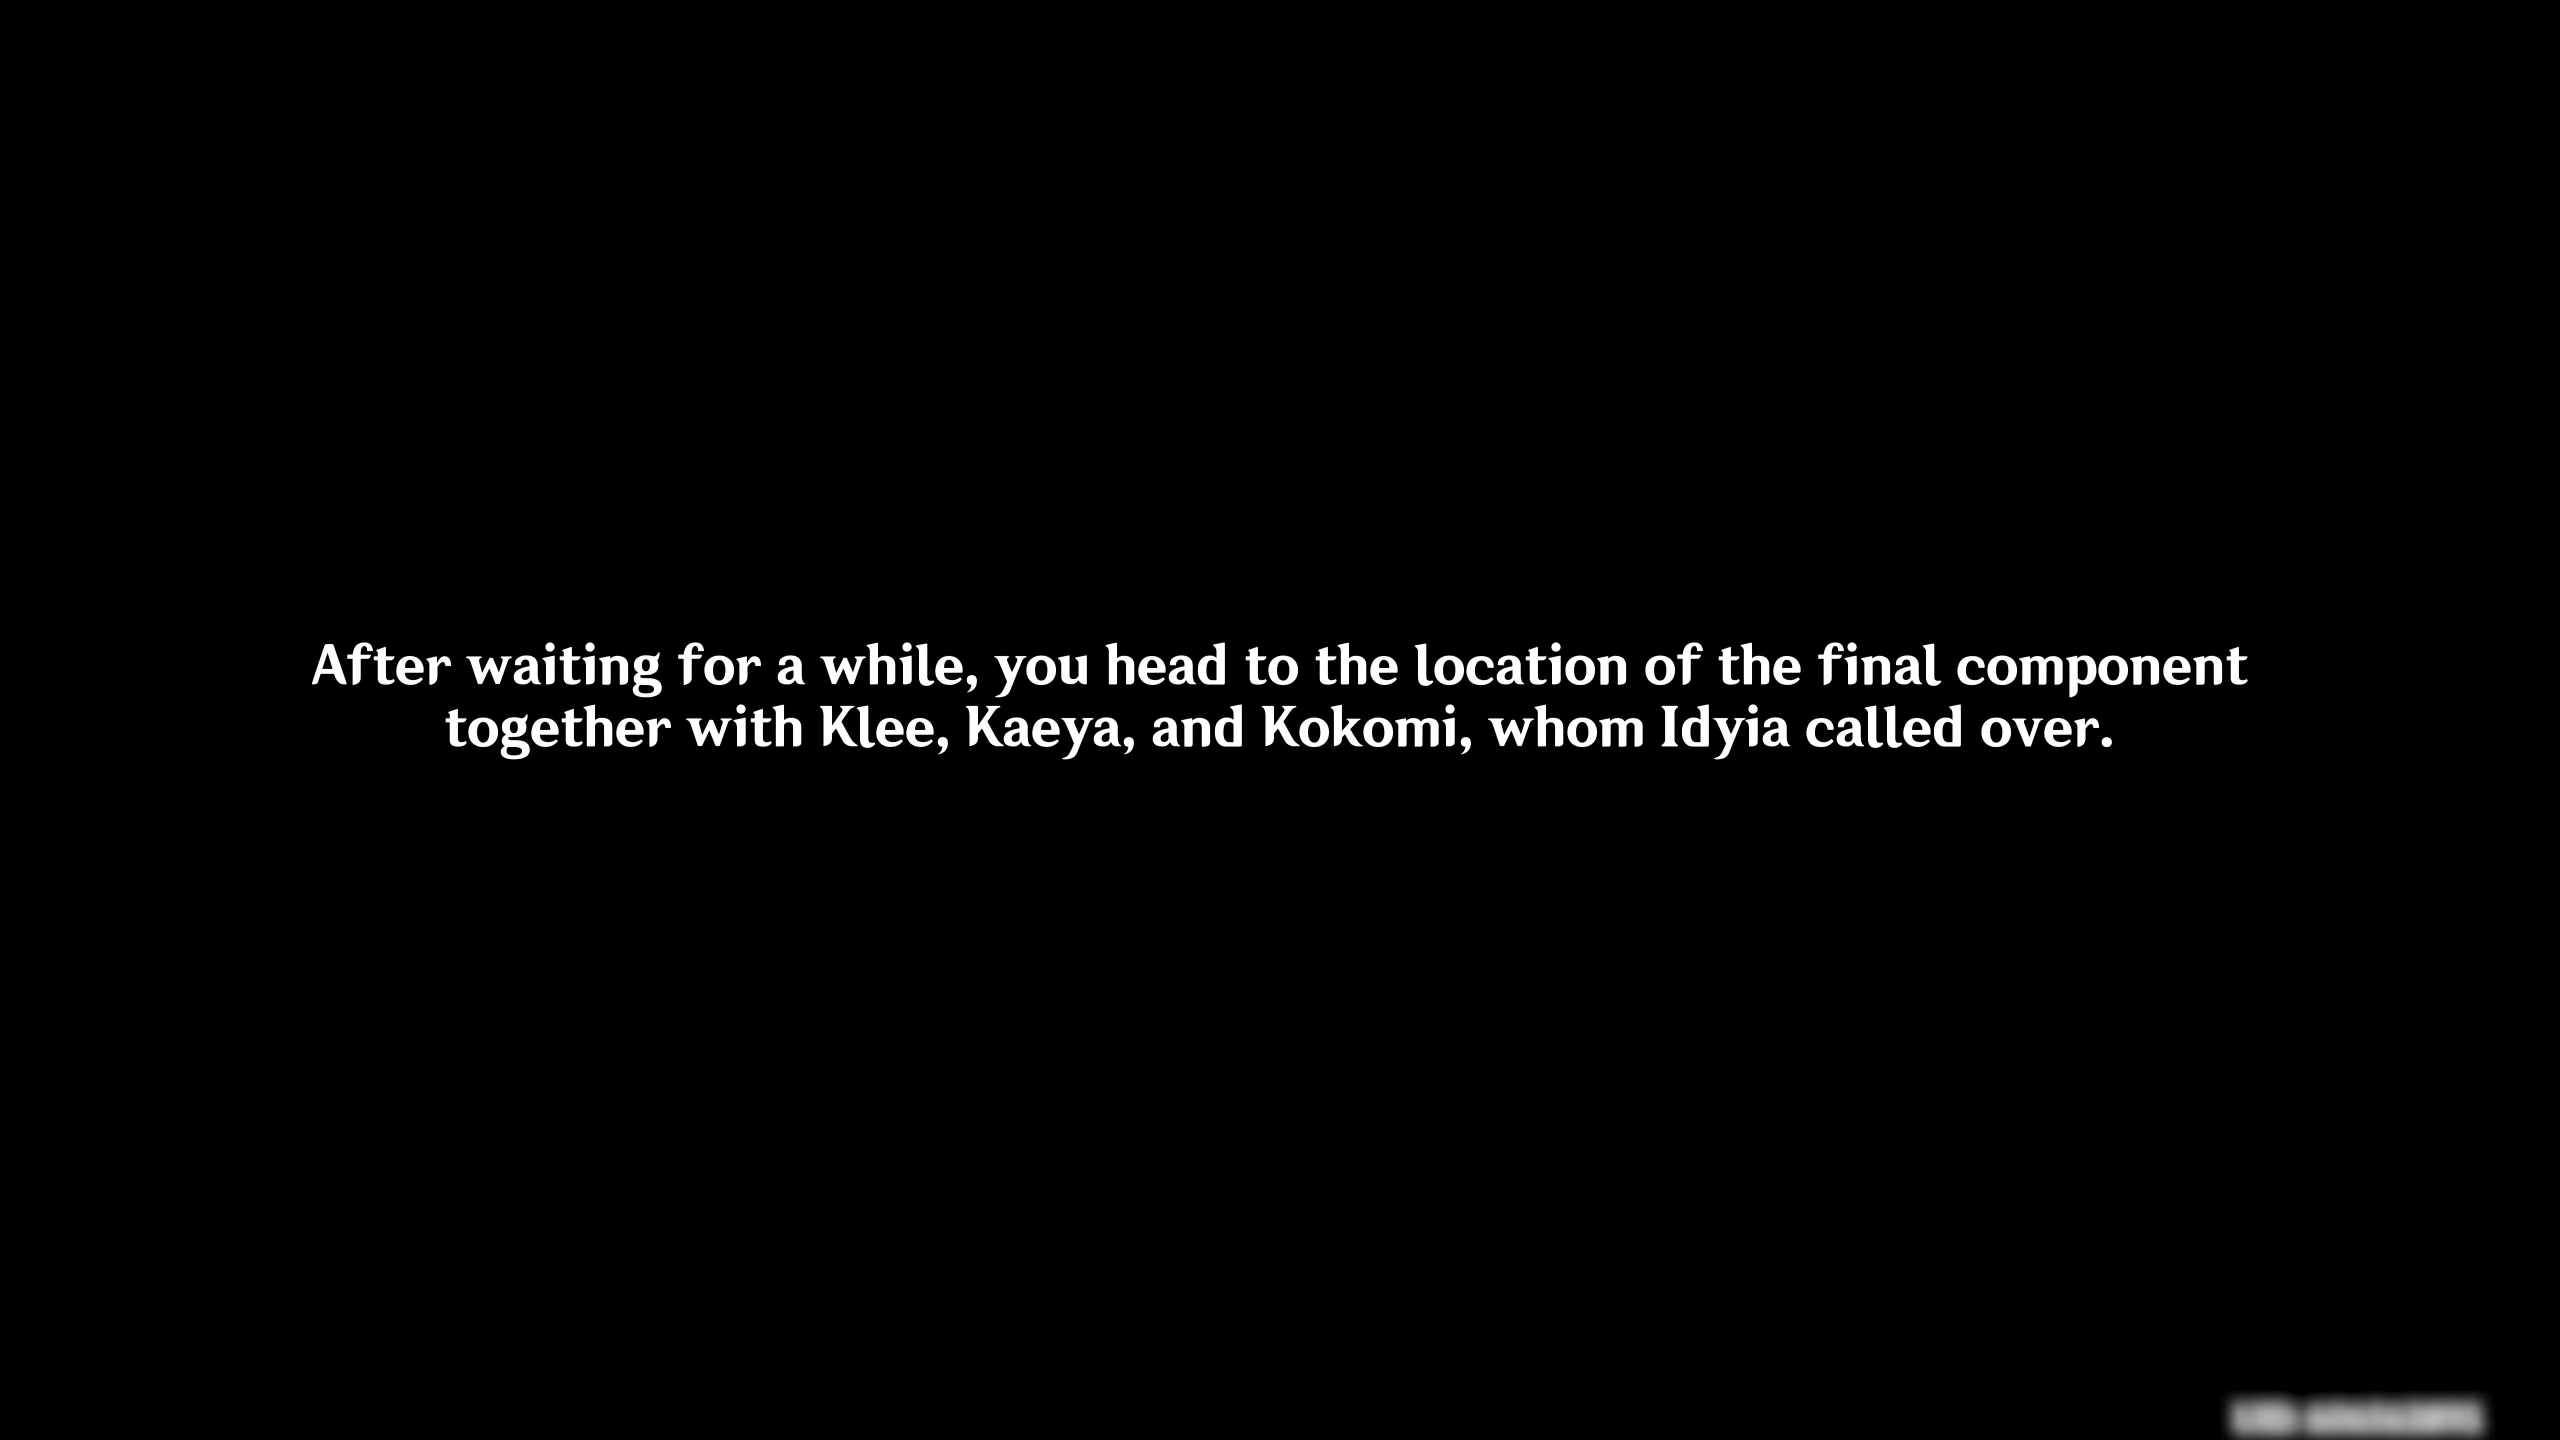 After waiting for a while, you head to the location of the final component
together with Klee, Kaeya, and Kokomi, whom Idyia called over.